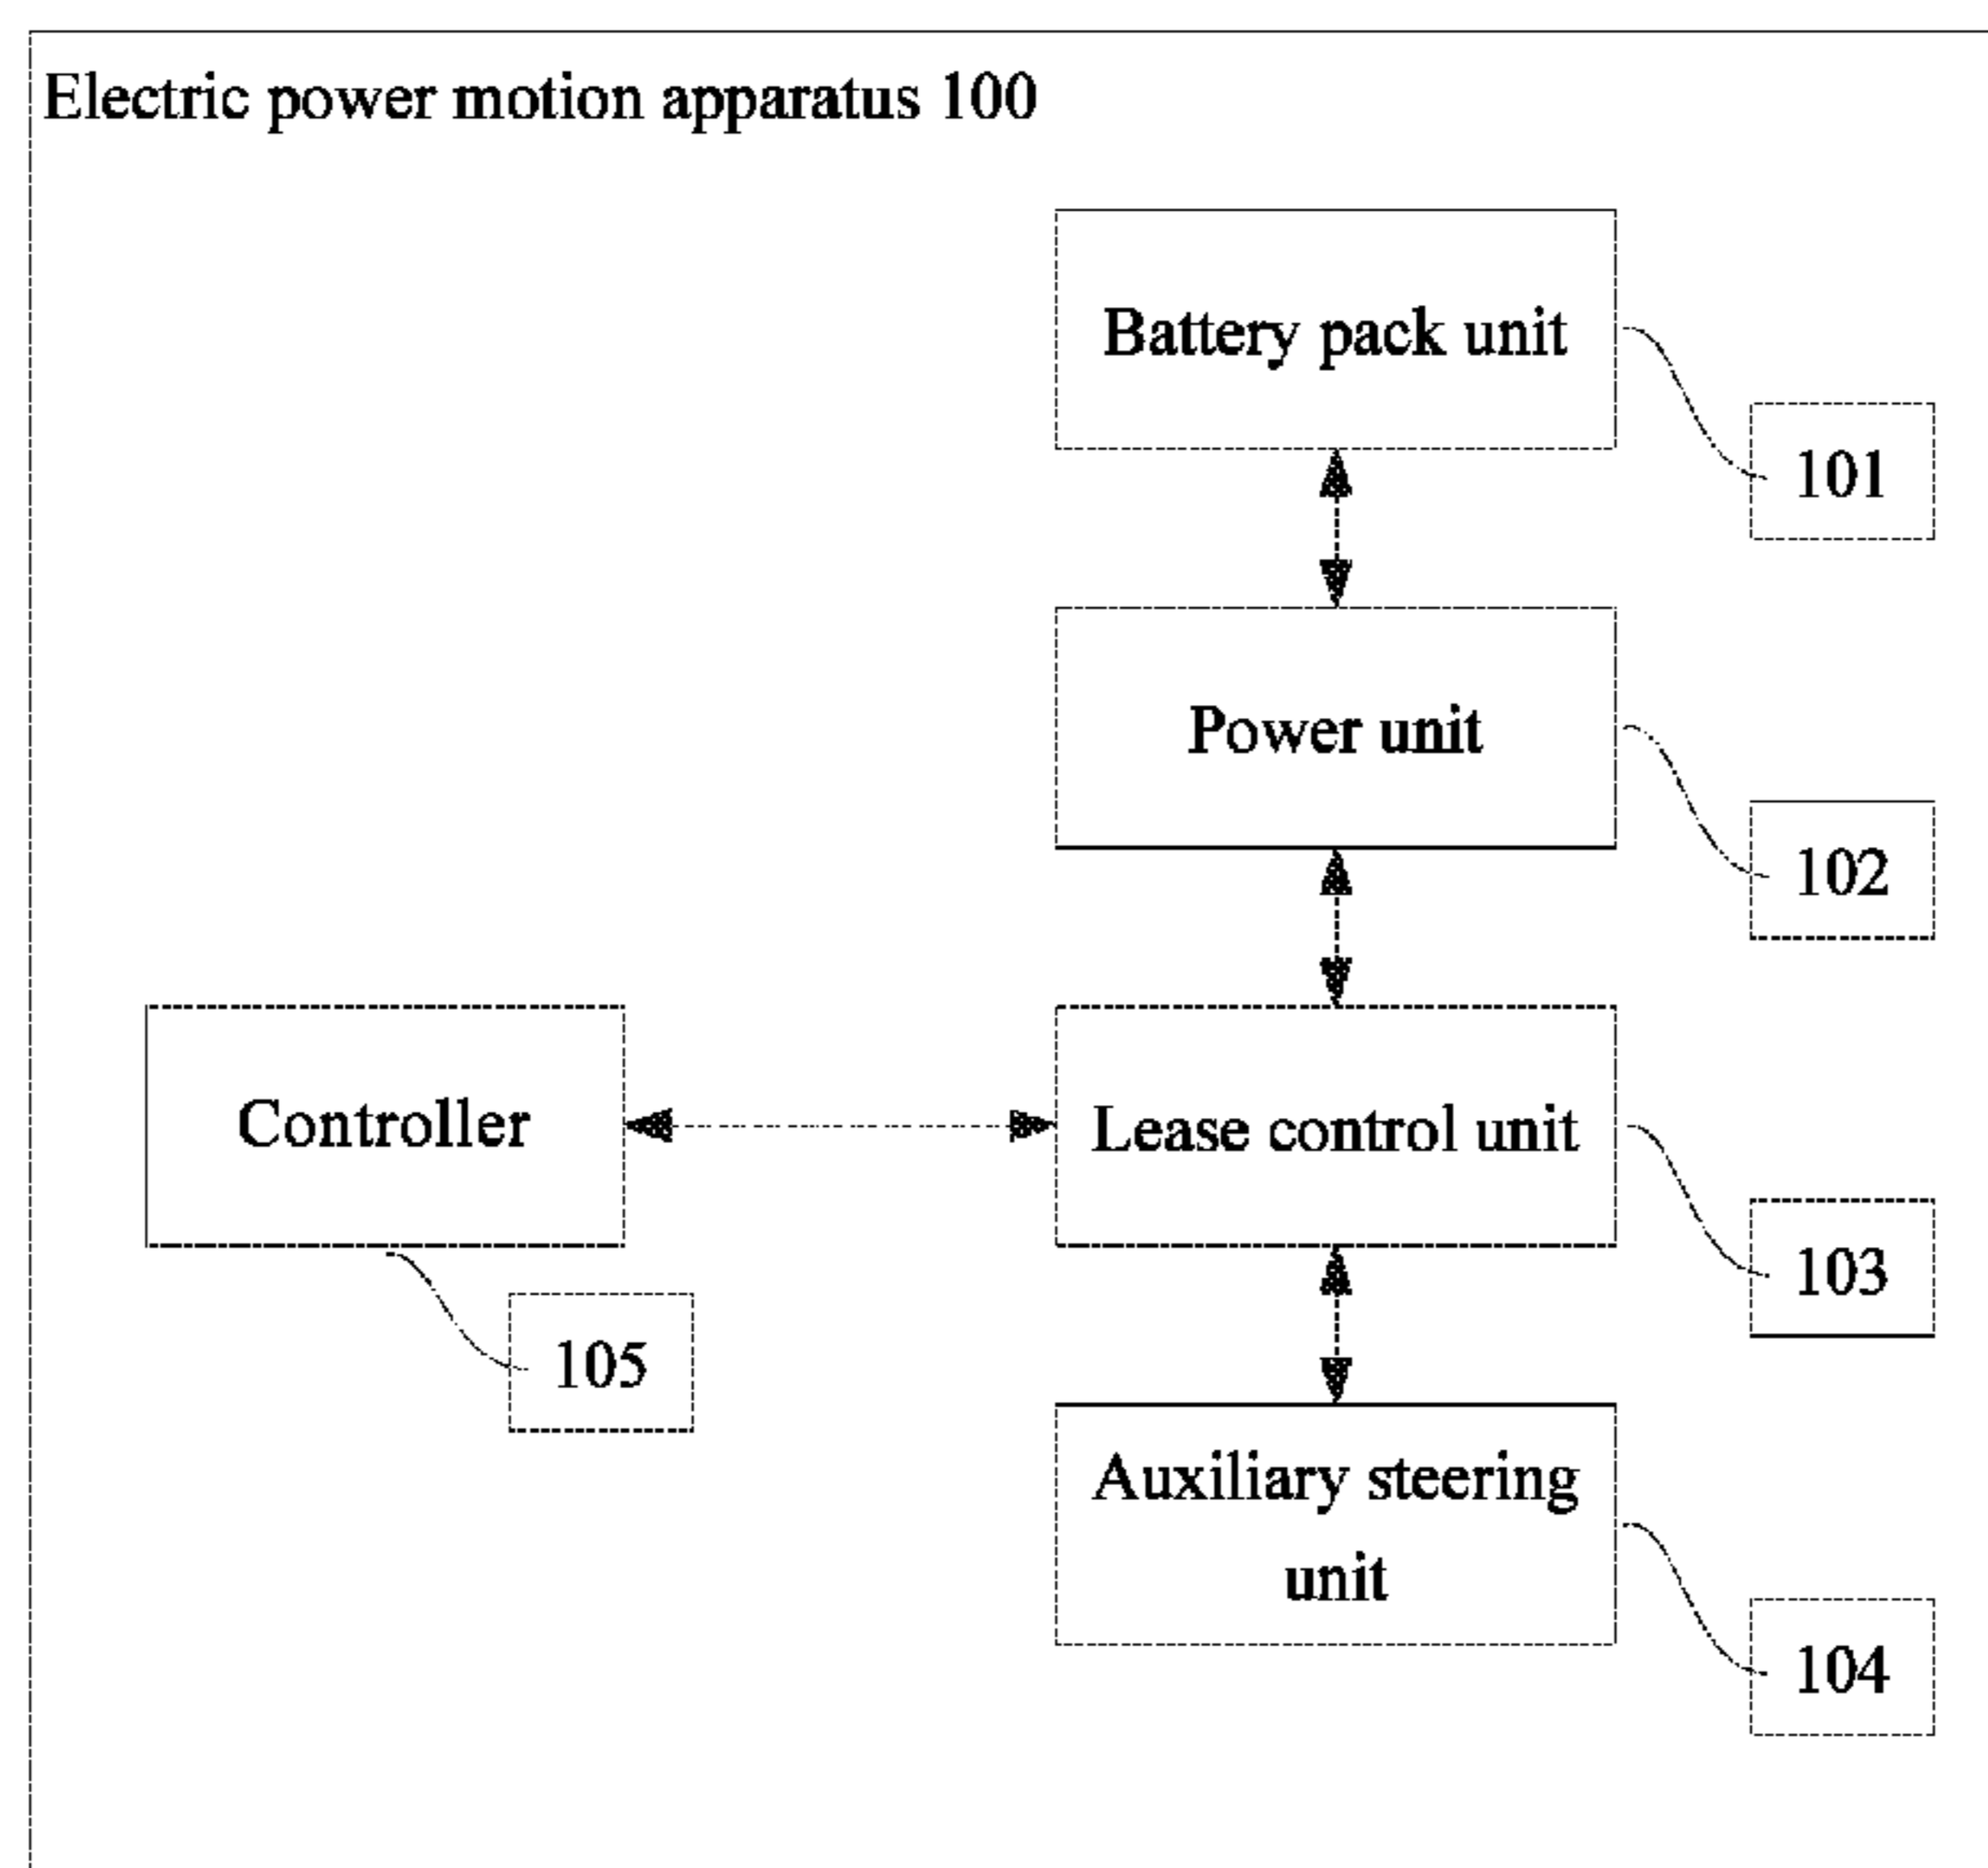 Electric power motion apparatus 100
Battery pack unit
101
Power unit
102
Controller
Lease control unit
103
105
Auxiliary steering
unit
104